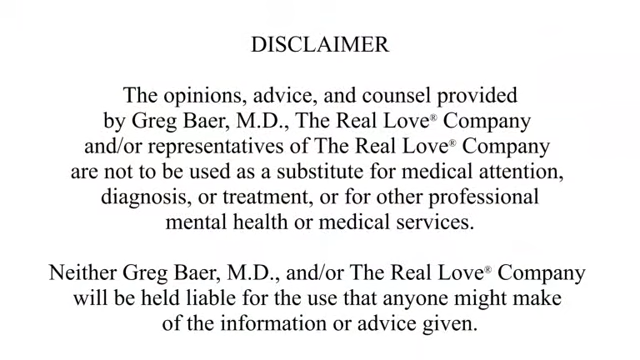 DISCLAIMER
The opinions, advice, and counsel provided
by Greg Baer, M.D., The Real Love® Company
and/or representatives of The Real Love® Company
are not to be used as a substitute for medical attention,
diagnosis, or treatment, or for other professional
mental health or medical services.
Neither Greg Baer, M.D., and/or The Real Love® Company
will be held liable for the use that anyone might make
of the information or advice given.